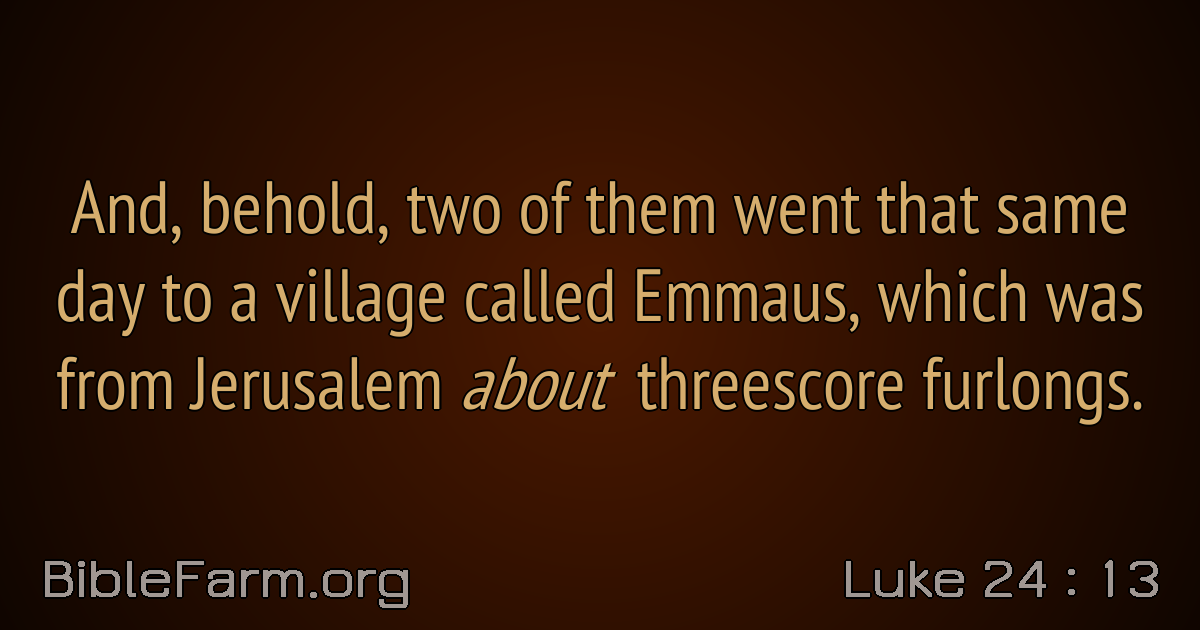 And, behold, two of them went that same
day to a village called Emmaus, which was
from Jerusalem about threescore furlongs.
BibleFarm.org
Luke 24 : 13